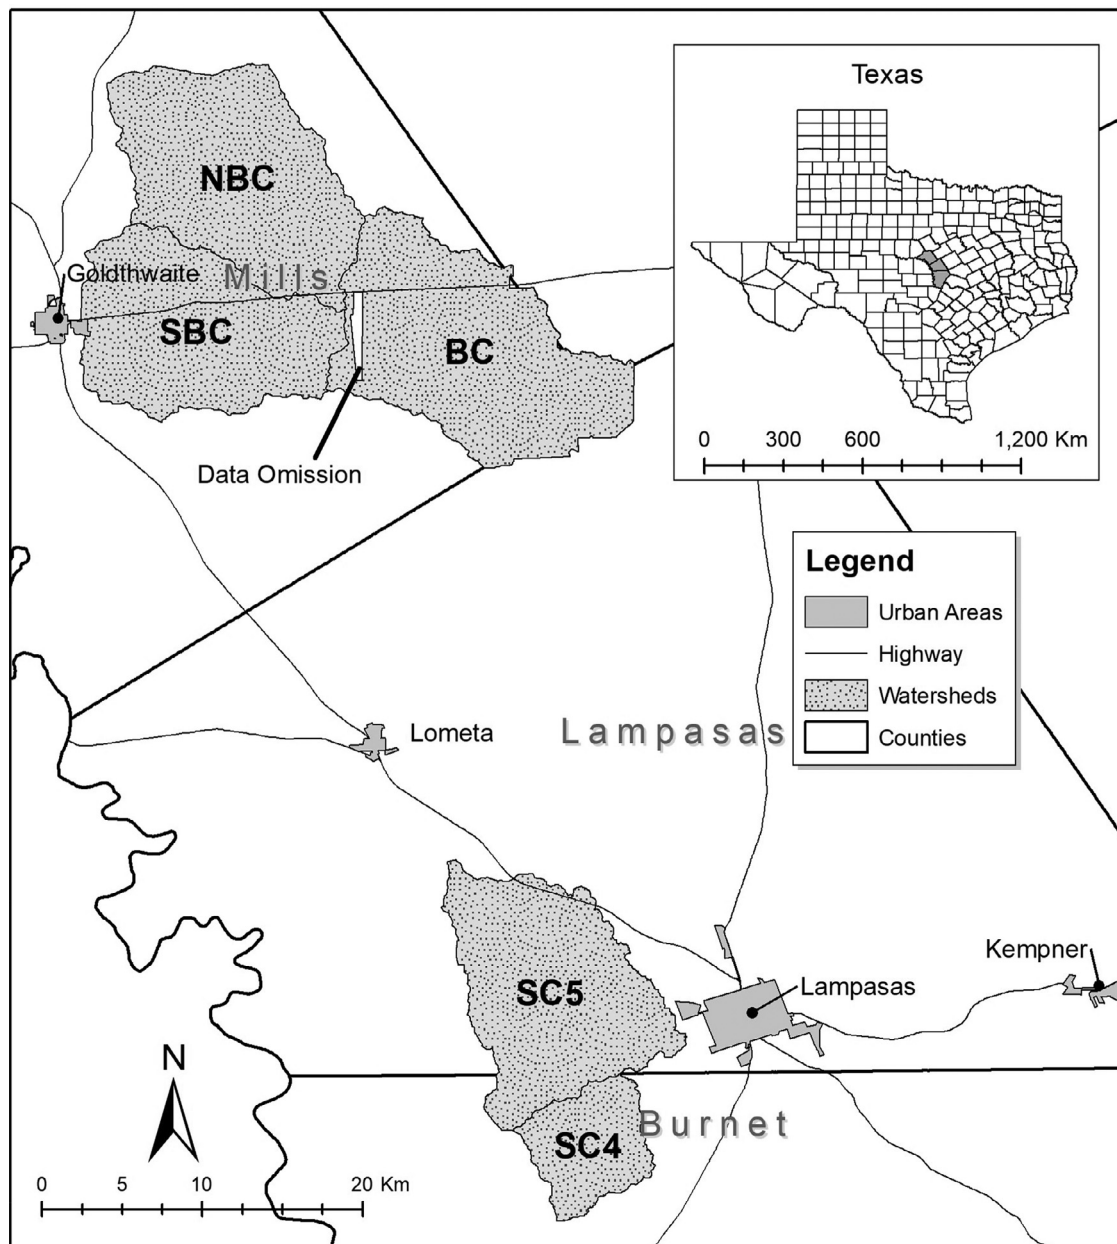 Texas
0 300 600 1,200 Km
NBC
Goldthwaite
Mills
SBC
BC
Data Omission
Legend
Urban Areas
Highway
Watersheds
Counties
Lometa
Lampasas
SC5
Kempner
Lampasas
N
Burnet
SC4
0 5 10 20 Km